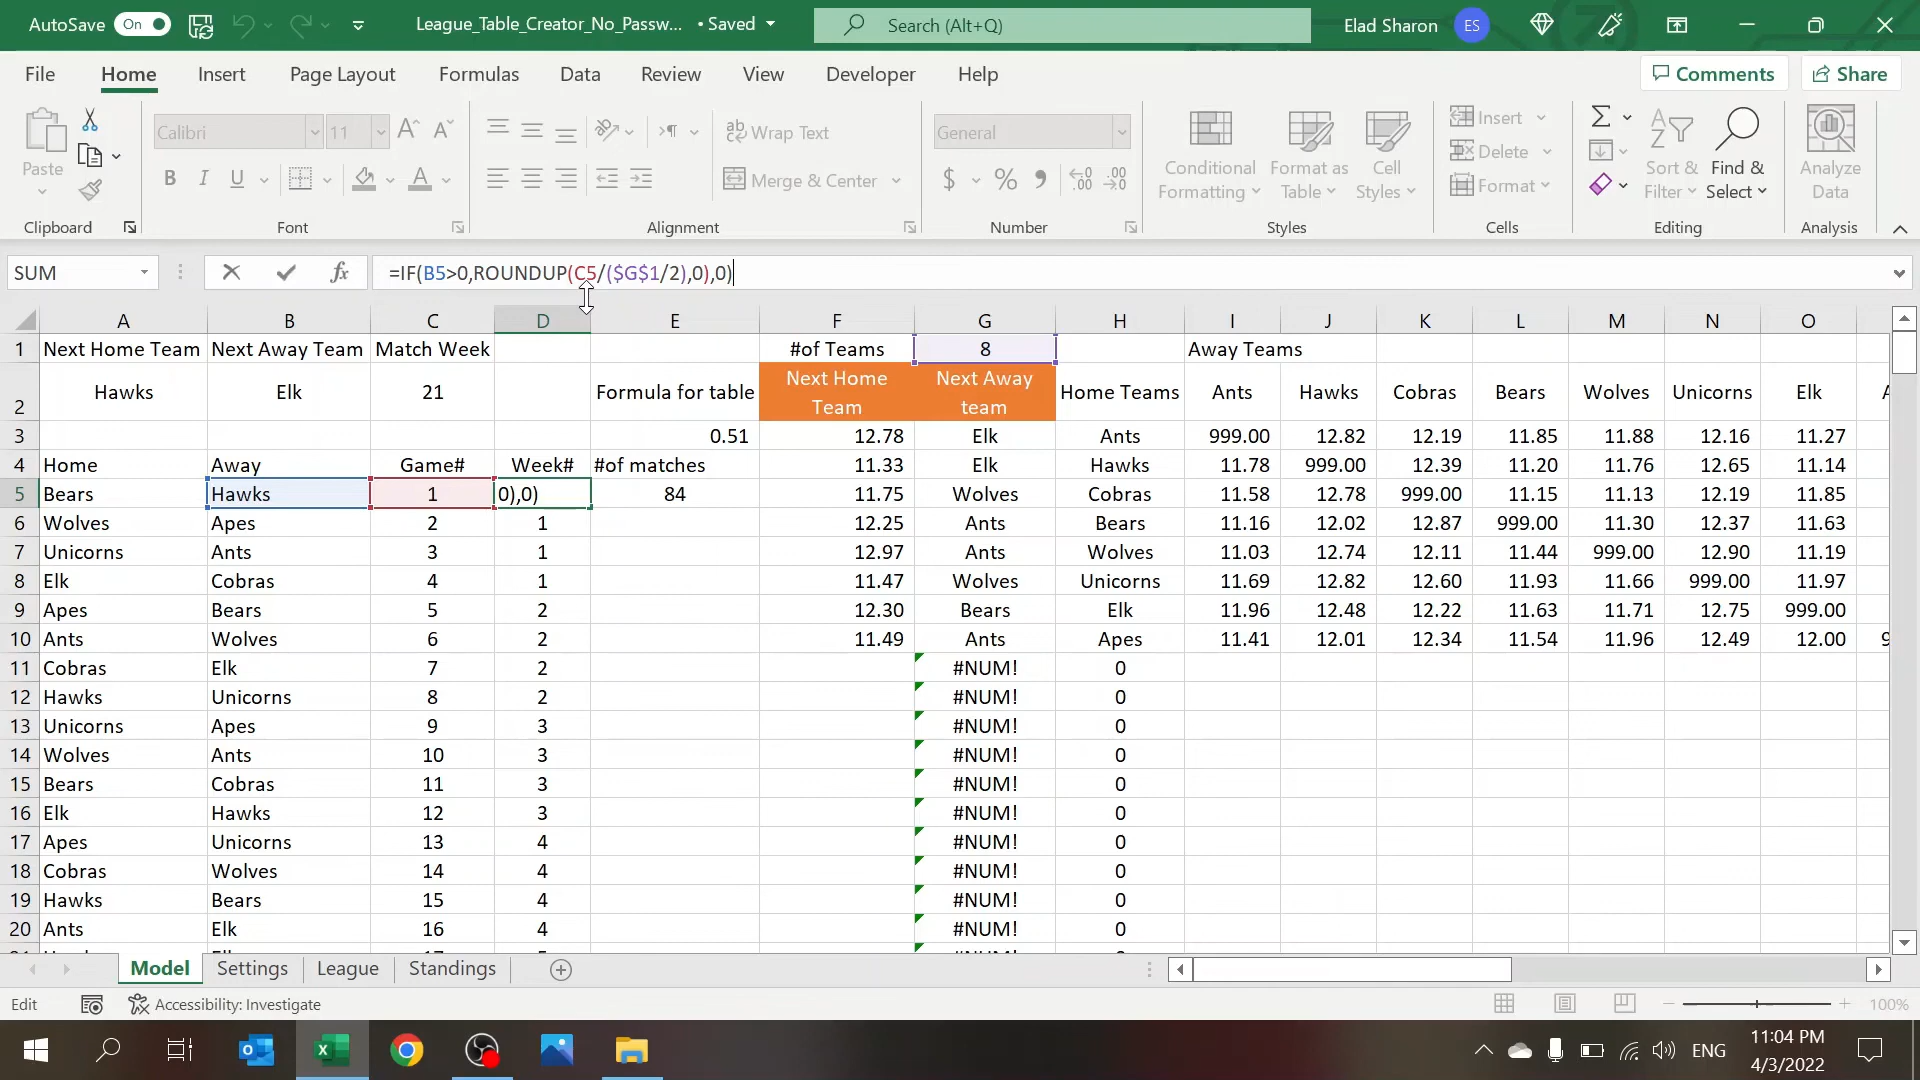 AutoSave On League_Table_Creator_No_Passw... • Saved Search (Alt+Q) Elad Sharon ES
File Home Insert Page Layout Formulas Data Review View Developer Help Comments Share
Paste Calibri 11 Wrap Text General Conditional Formatting Format as Table Cell Styles Insert Sort & Filter Find & Select Analyze Data
B I U Merge & Center $ % Delete
Format
Clipboard Font Alignment Number Styles Cells Editing Analysis
SUM fx =IF(B5>0,ROUNDUP(C5/($G$1/2),0),0)
A B C D E F G H I J K L M N O
1 Next Home Team Next Away Team Match Week #of Teams 8 Away Teams
2 Hawks Elk 21 Formula for table Next Home Team Next Away team Home Teams Ants Hawks Cobras Bears Wolves Unicorns Elk
3 0.51 12.78 Elk Ants 999.00 12.82 12.19 11.85 11.88 12.16 11.27
4 Home Away Game# Week# #of matches 11.33 Elk Hawks 11.78 999.00 12.39 11.20 11.76 12.65 11.14
5 Bears Hawks 1 0),0) 84 11.75 Wolves Cobras 11.58 12.78 999.00 11.15 11.13 12.19 11.85
6 Wolves Apes 2 1 12.25 Ants Bears 11.16 12.02 12.87 999.00 11.30 12.37 11.63
7 Unicorns Ants 3 1 12.97 Ants Wolves 11.03 12.74 12.11 11.44 999.00 12.90 11.19
8 Elk Cobras 4 1 11.47 Wolves Unicorns 11.69 12.82 12.60 11.93 11.66 999.00 11.97
9 Apes Bears 5 2 12.30 Bears Elk 11.96 12.48 12.22 11.63 11.71 12.75 999.00
10 Ants Wolves 6 2 11.49 Ants Apes 11.41 12.01 12.34 11.54 11.96 12.49 12.00
11 Cobras Elk 7 2 #NUM! 0
12 Hawks Unicorns 8 2 #NUM! 0
13 Unicorns Apes 9 3 #NUM! 0
14 Wolves Ants 10 3 #NUM! 0
15 Bears Cobras 11 3 #NUM! 0
16 Elk Hawks 12 3 #NUM! 0
17 Apes Unicorns 13 4 #NUM! 0
18 Cobras Wolves 14 4 #NUM! 0
19 Hawks Bears 15 4 #NUM! 0
20 Ants Elk 16 4 #NUM! 0
Model Settings League Standings
Edit Accessibility: Investigate 100%
ENG 11:04 PM
4/3/2022